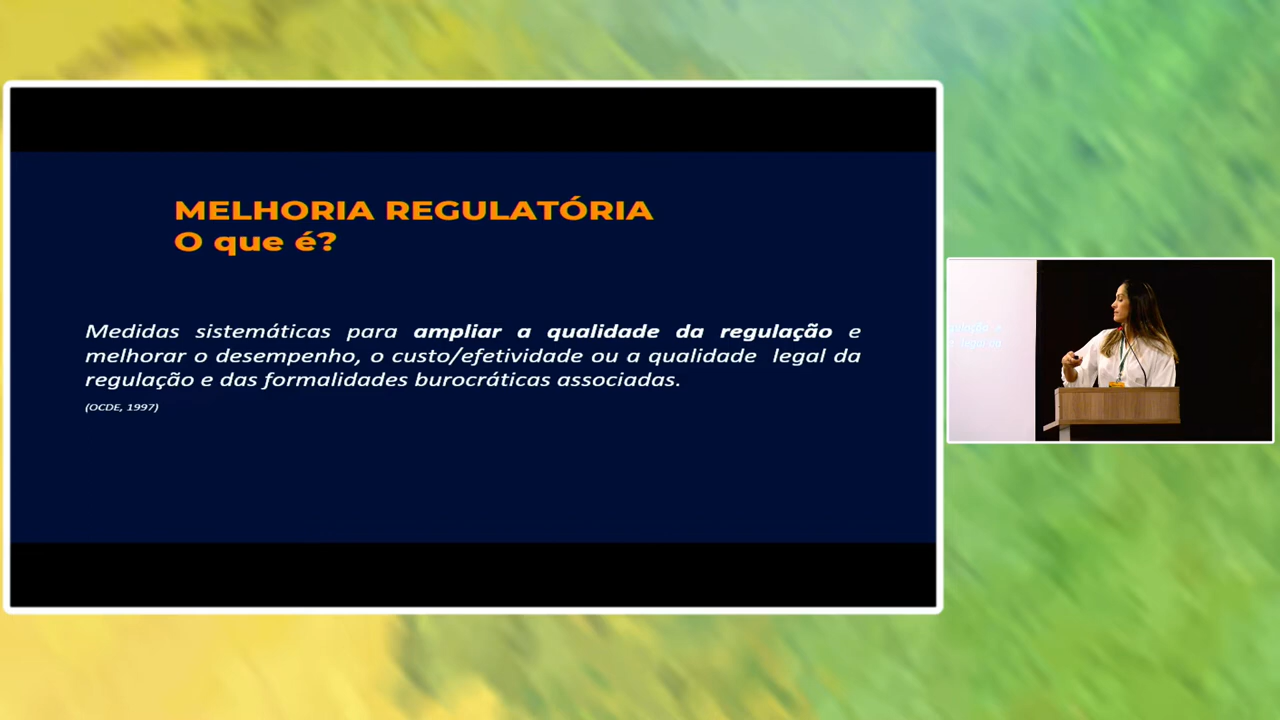 MELHORIA REGULATÓRIA
O que é?
Medidas sistemáticas para ampliar a qualidade da regulação e
melhorar o desempenho, o custo/efetividade ou a qualidade legal da
regulação e das formalidades burocráticas associadas.
(OCDE, 1997)